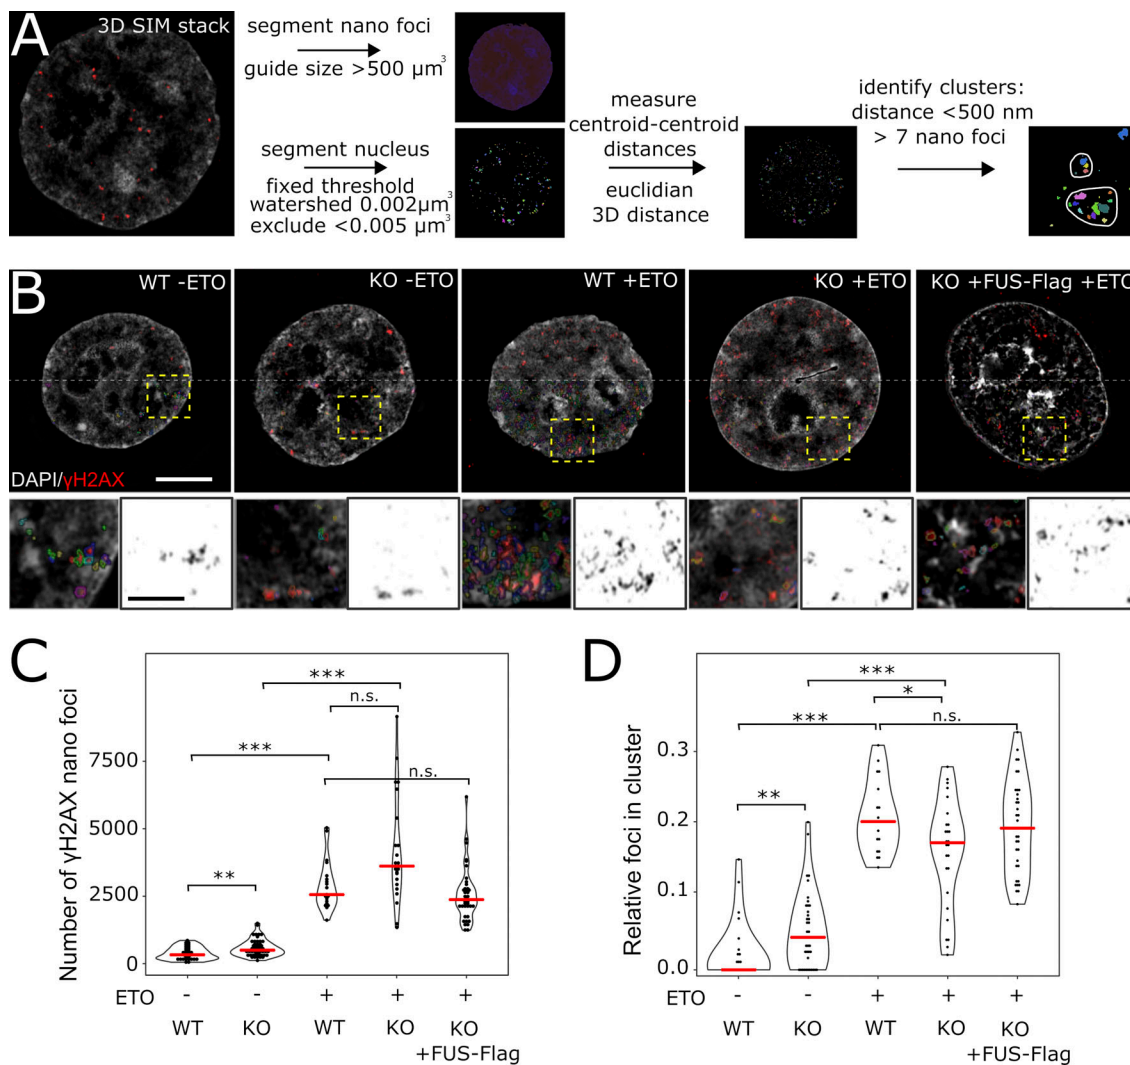 A
3D SIM stack
segment nano foci
guide size >500 µm³
segment nucleus
fixed threshold
watershed 0.002µm³
exclude <0.005 µm³
measure
centroid-centroid
distances
euclidian
3D distance
identify clusters:
distance <500 nm
> 7 nano foci
B
WT -ETO
KO -ETO
WT +ETO
KO +ETO
KO +FUS-Flag +ETO
DAPI/γH2AX
C
Number of γH2AX nano foci
7500
5000
2500
0
***
n.s.
***
n.s.
**
ETO
- - + + +
WT KO WT KO KO
+FUS-Flag
D
Relative foci in cluster
0.3
0.2
0.1
0.0
***
*
***
n.s.
**
ETO
- - + + +
WT KO WT KO KO
+FUS-Flag